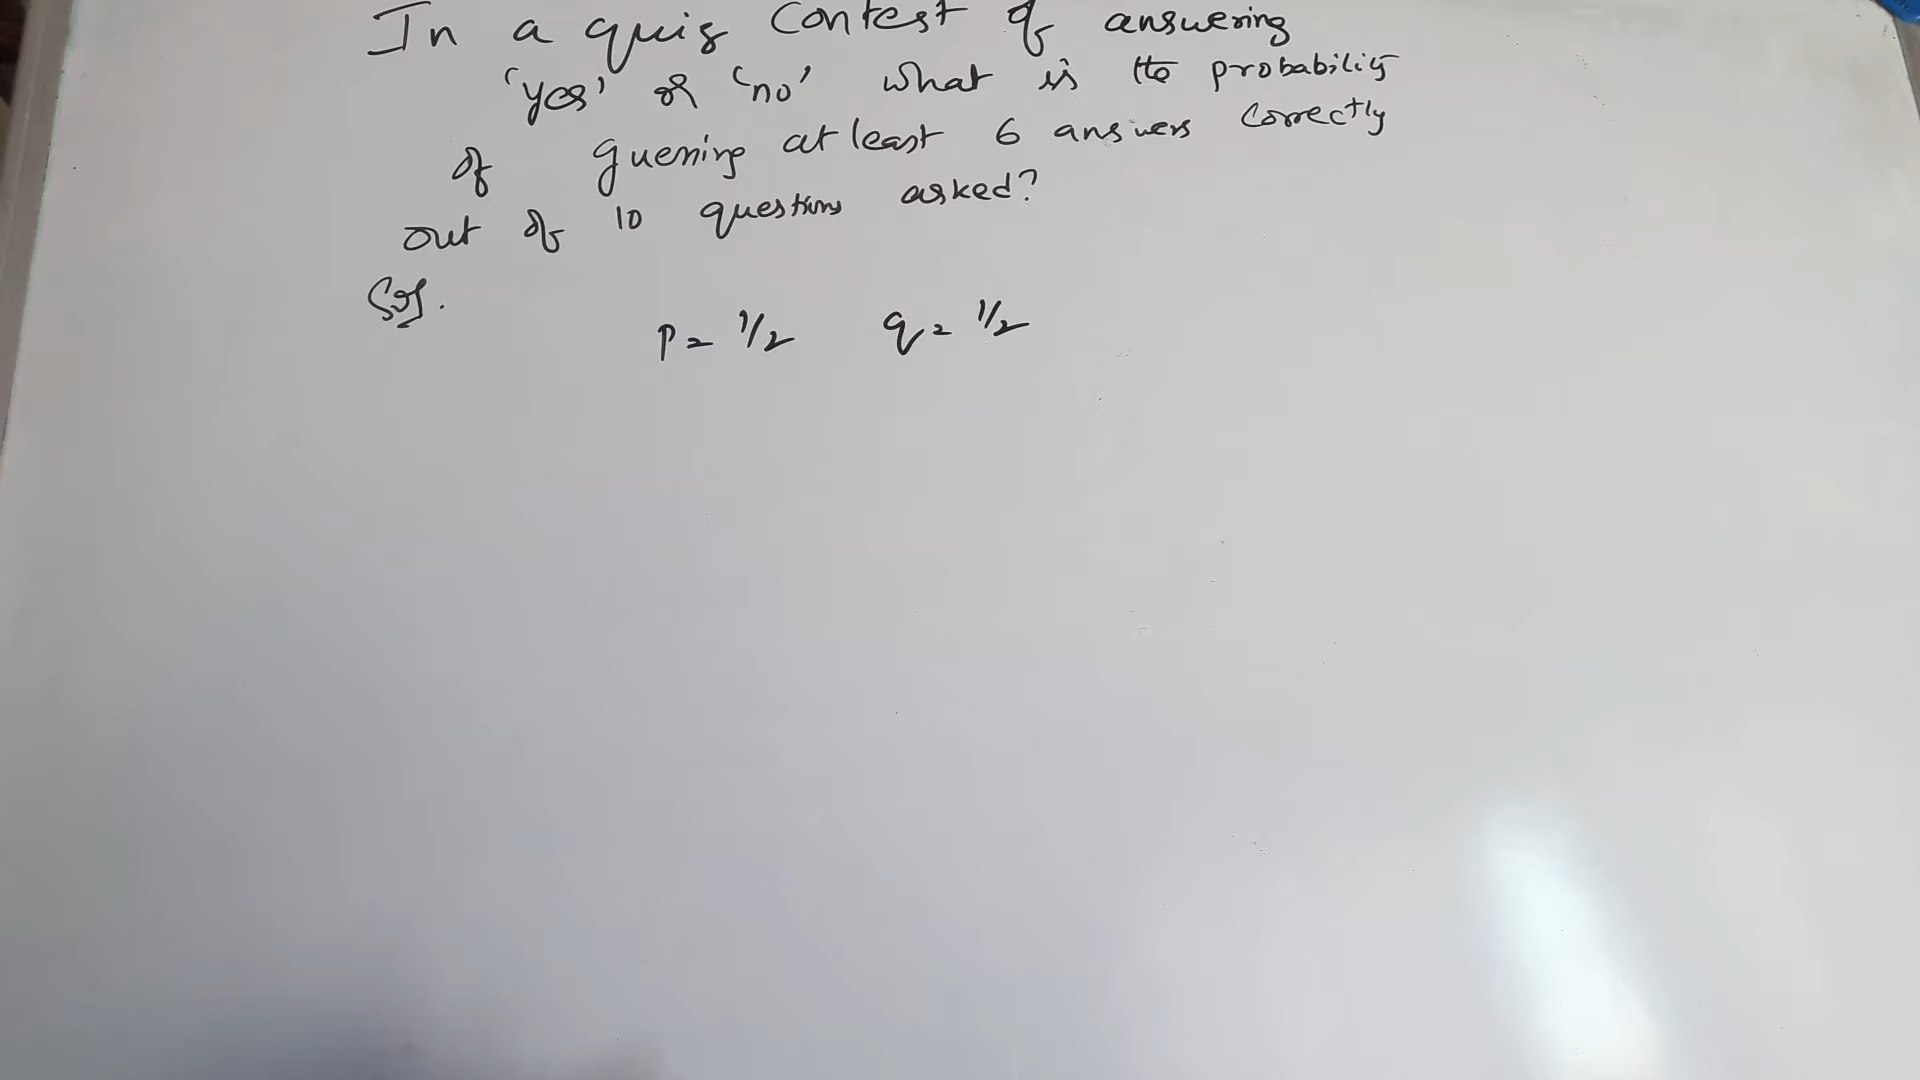 In a quiz contest of answering
'yes' or 'no' what is the probability
of guessing at least 6 answers correctly
out of 10 questions asked?
Sol.
p = 1/2 q = 1/2